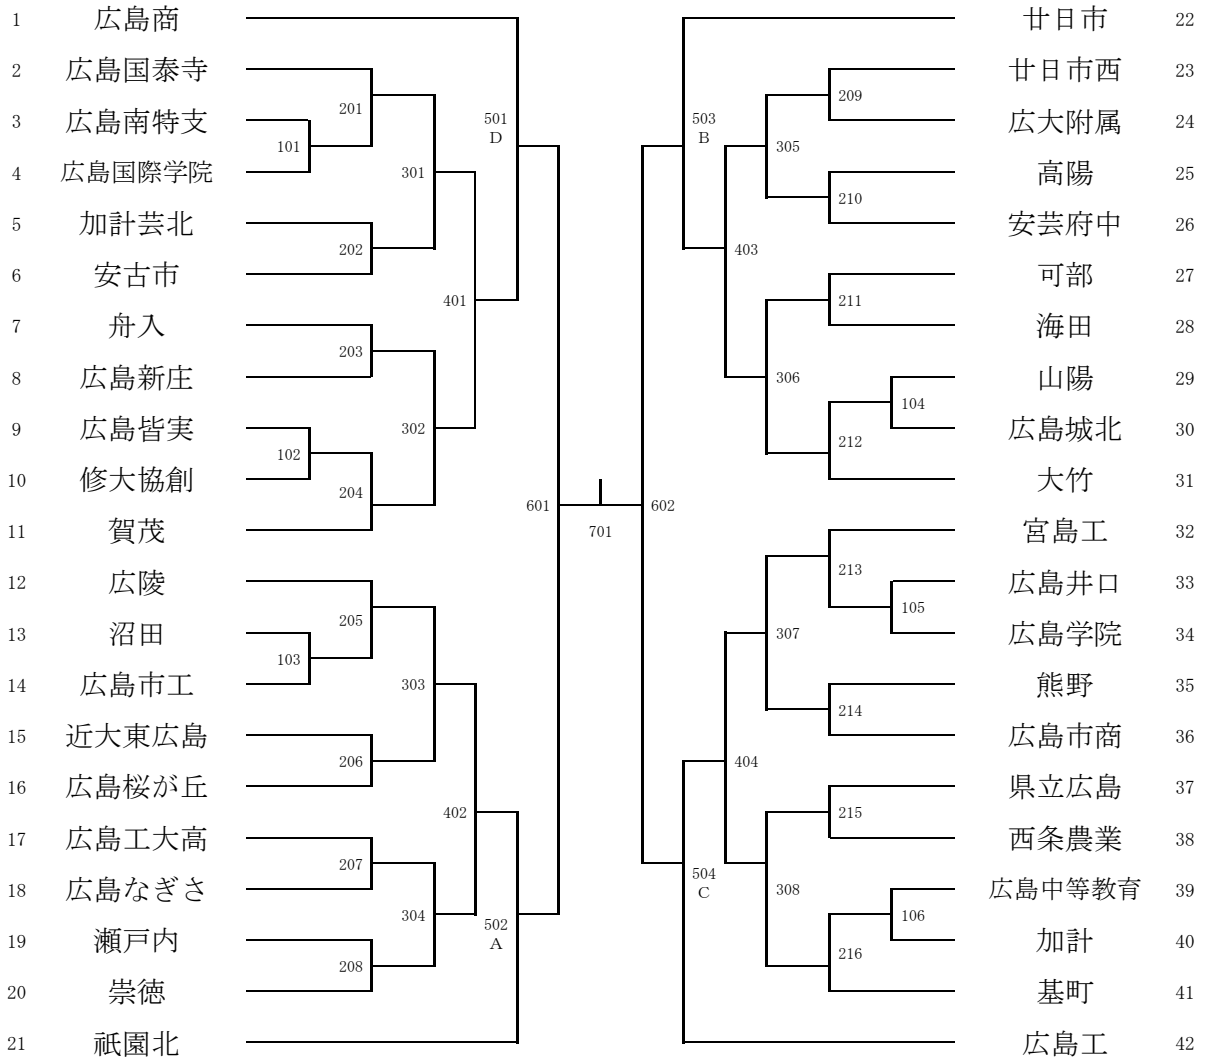 1 広島商
2 広島国泰寺
3 広島南特支
4 広島国際学院
5 加計芸北
6 安古市
7 舟入
8 広島新庄
9 広島皆実
10 修大協創
11 賀茂
12 広陵
13 沼田
14 広島市工
15 近大東広島
16 広島桜が丘
17 広島工大高
18 広島なぎさ
19 瀬戸内
20 崇徳
21 祇園北
101
102
103
201
202
203
204
205
206
207
208
301
302
303
304
401
402
501
D
502
A
601
701
602
503
B
504
C
403
404
305
306
307
308
209
210
211
212
213
214
215
216
104
105
106
廿日市 22
廿日市西 23
広大附属 24
高陽 25
安芸府中 26
可部 27
海田 28
山陽 29
広島城北 30
大竹 31
宮島工 32
広島井口 33
広島学院 34
熊野 35
広島市商 36
県立広島 37
西条農業 38
広島中等教育 39
加計 40
基町 41
広島工 42